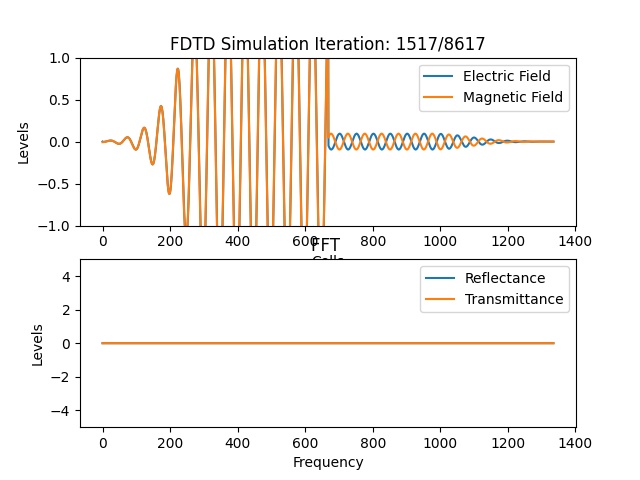 FDTD Simulation Iteration: 1517/8617
1.0
0.5
0.0
−0.5
−1.0
Levels
Electric Field
Magnetic Field
0 200 400 600 800 1000 1200 1400
Cells
FFT
4
2
0
−2
−4
Levels
Reflectance
Transmittance
0 200 400 600 800 1000 1200 1400
Frequency